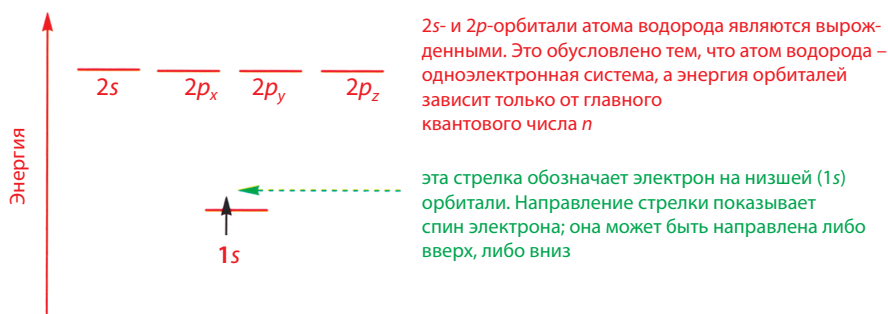 2s- и 2p-орбитали атома водорода являются вырож-
денными. Это обусловлено тем, что атом водорода –
одноэлектронная система, а энергия орбиталей
зависит только от главного
квантового числа n
2s 2px 2py 2pz
Энергия
эта стрелка обозначает электрон на низшей (1s)
орбитали. Направление стрелки показывает
спин электрона; она может быть направлена либо
вверх, либо вниз
1s